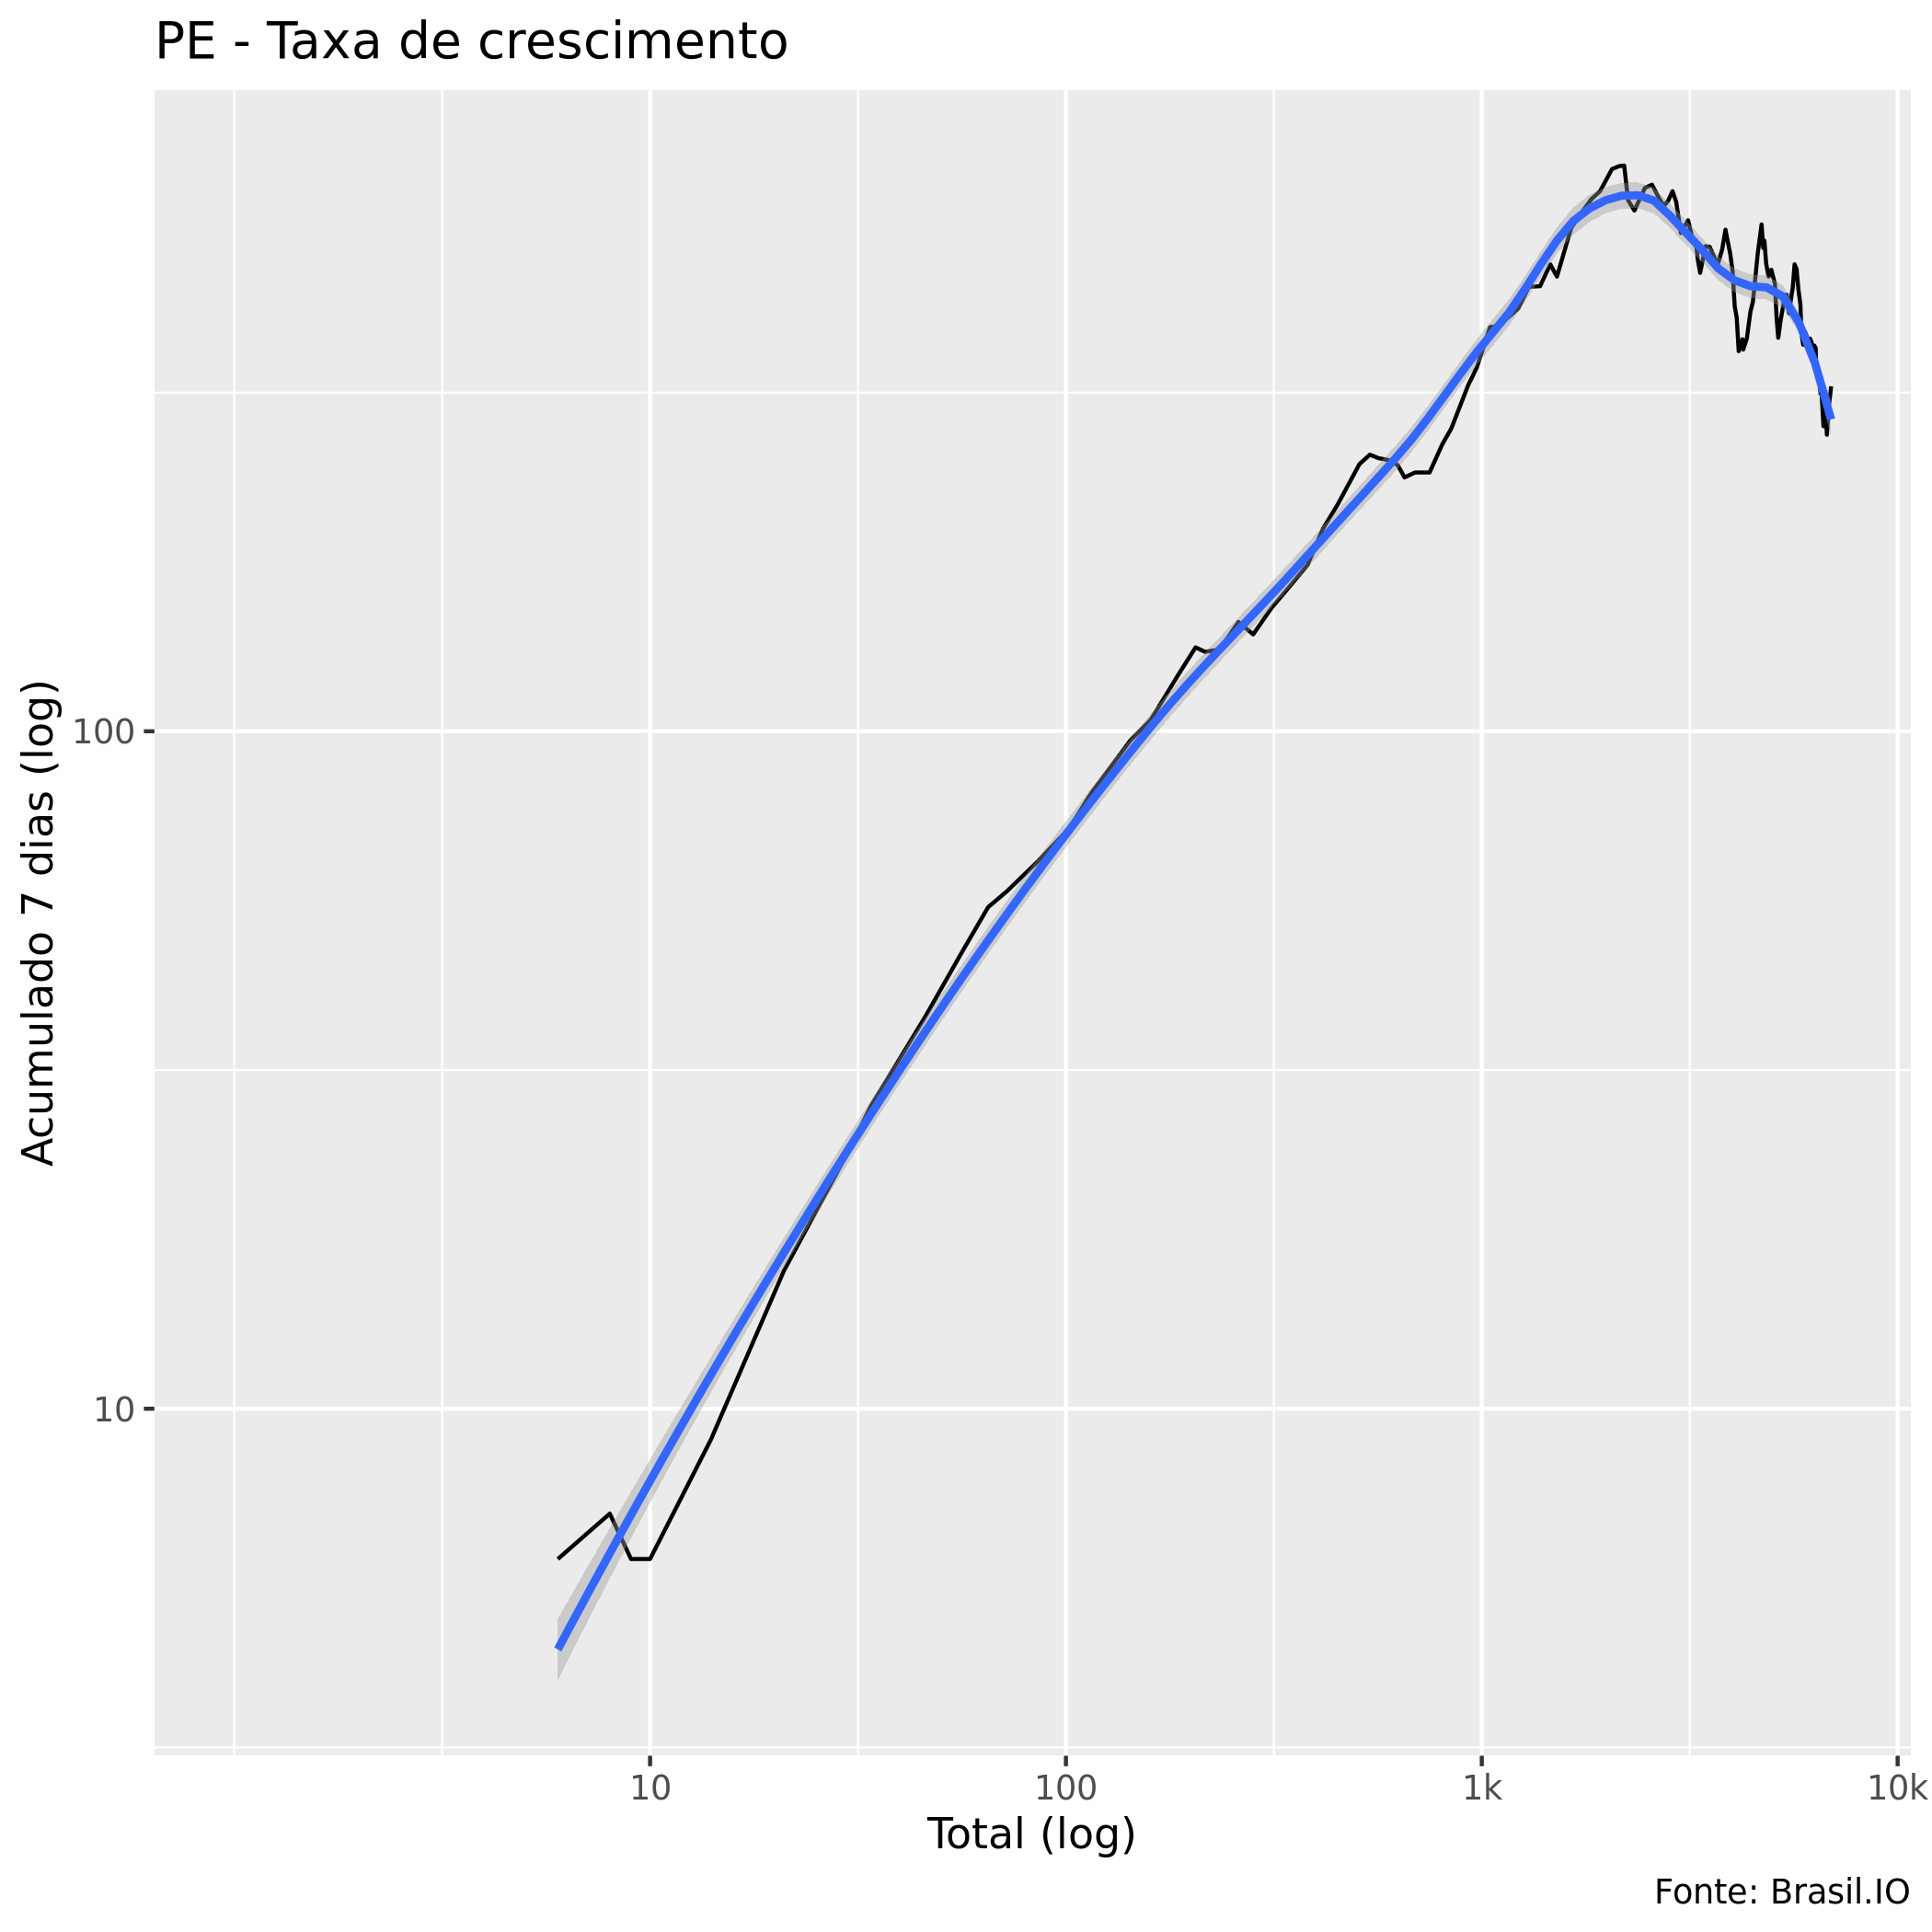 PE - Taxa de crescimento
Acumulado 7 dias (log)
100
10
10
100
1k
10k
Total (log)
Fonte: Brasil.IO